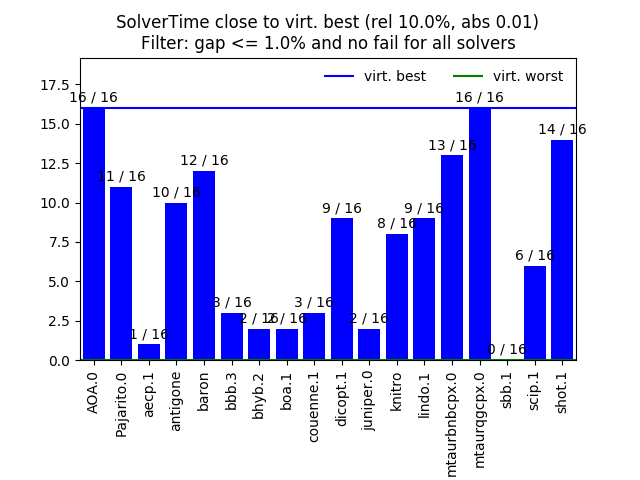 SolverTime close to virt. best (rel 10.0%, abs 0.01)
Filter: gap <= 1.0% and no fail for all solvers
virt. best
virt. worst
17.5
15.0
12.5
10.0
7.5
5.0
2.5
0.0
16 / 16
11 / 16
1 / 16
10 / 16
12 / 16
3 / 16
2 / 16
2 / 16
3 / 16
9 / 16
2 / 16
8 / 16
9 / 16
13 / 16
16 / 16
0 / 16
6 / 16
14 / 16
AOA.0
Pajarito.0
aecp.1
antigone
baron
bbb.3
bhyb.2
boa.1
couenne.1
dicopt.1
juniper.0
knitro
lindo.1
mtaurbnbcpx.0
mtaurqgcpx.0
sbb.1
scip.1
shot.1